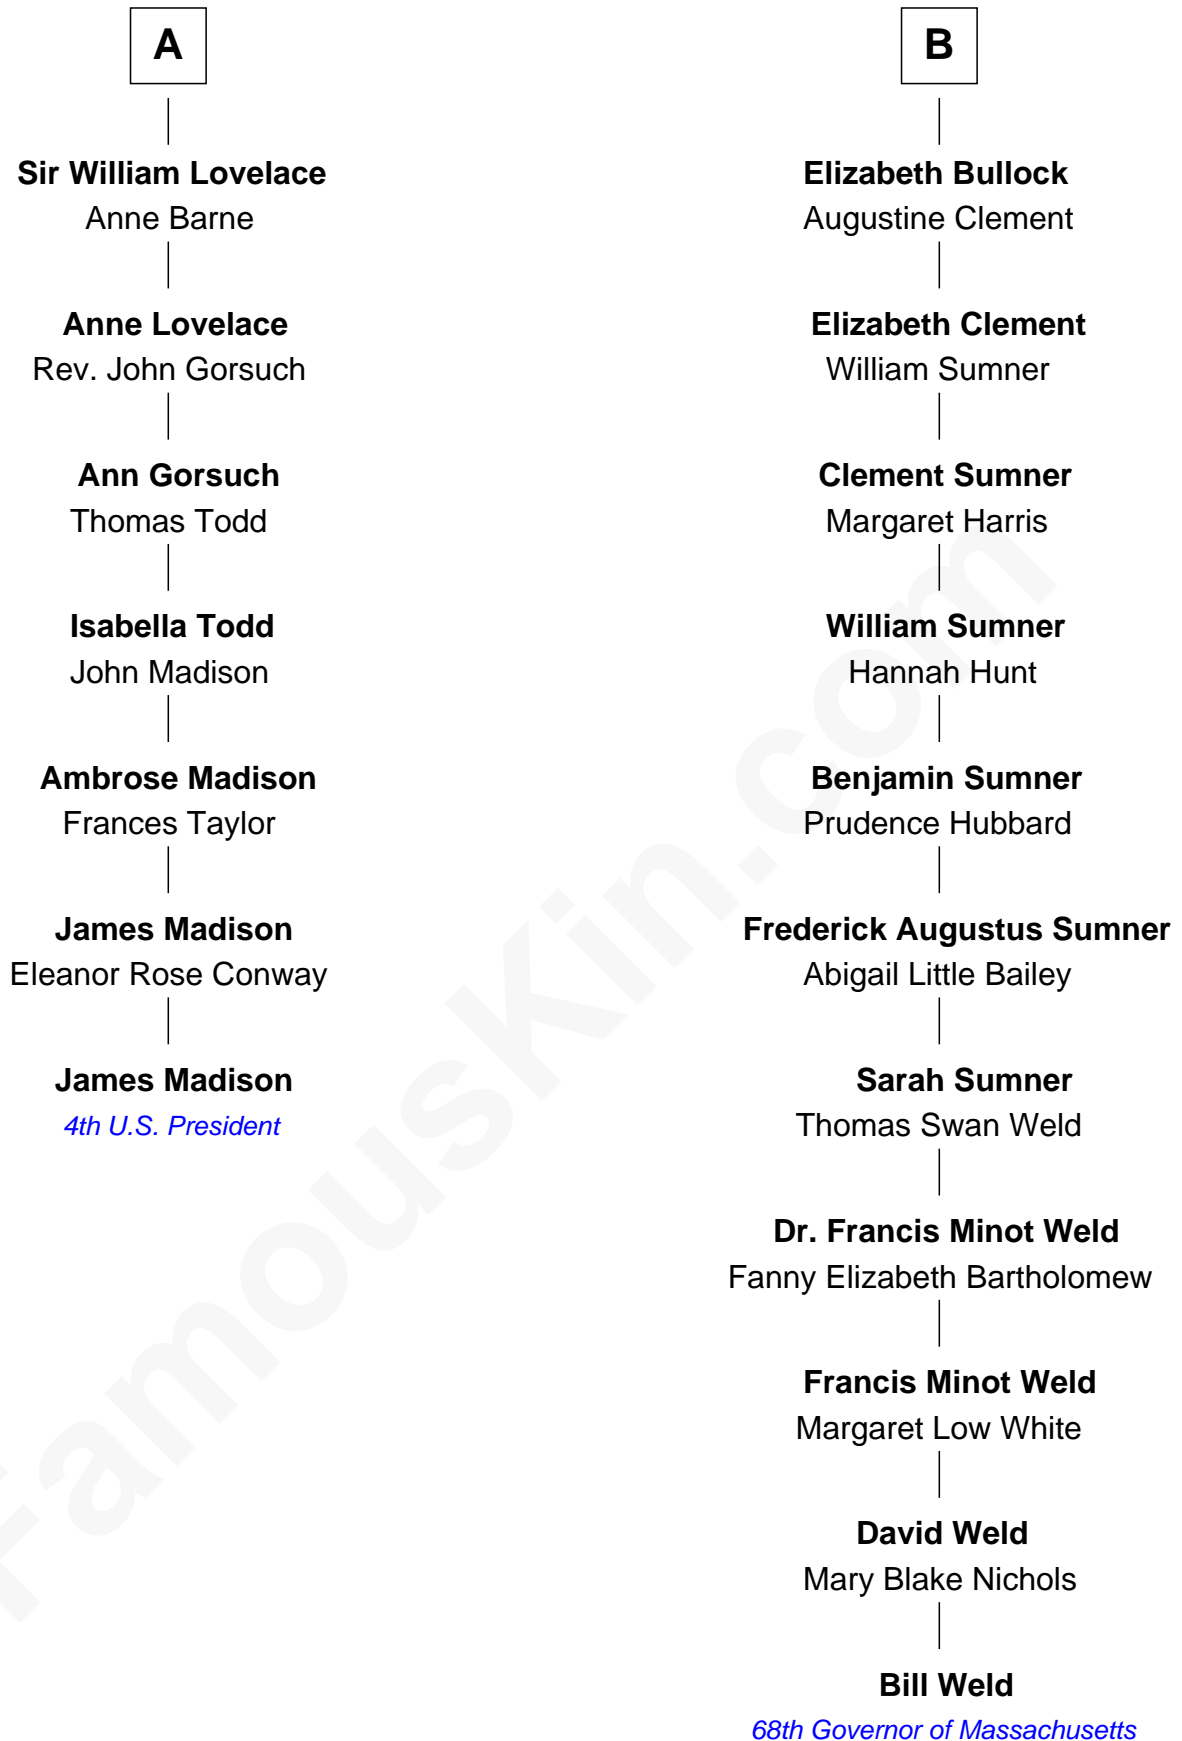 A
Sir William Lovelace
Anne Barne
Anne Lovelace
Rev. John Gorsuch
Ann Gorsuch
Thomas Todd
Isabella Todd
John Madison
Ambrose Madison
Frances Taylor
James Madison
Eleanor Rose Conway
James Madison
4th U.S. President
B
Elizabeth Bullock
Augustine Clement
Elizabeth Clement
William Sumner
Clement Sumner
Margaret Harris
William Sumner
Hannah Hunt
Benjamin Sumner
Prudence Hubbard
Frederick Augustus Sumner
Abigail Little Bailey
Sarah Sumner
Thomas Swan Weld
Dr. Francis Minot Weld
Fanny Elizabeth Bartholomew
Francis Minot Weld
Margaret Low White
David Weld
Mary Blake Nichols
Bill Weld
68th Governor of Massachusetts
FamousKin.com